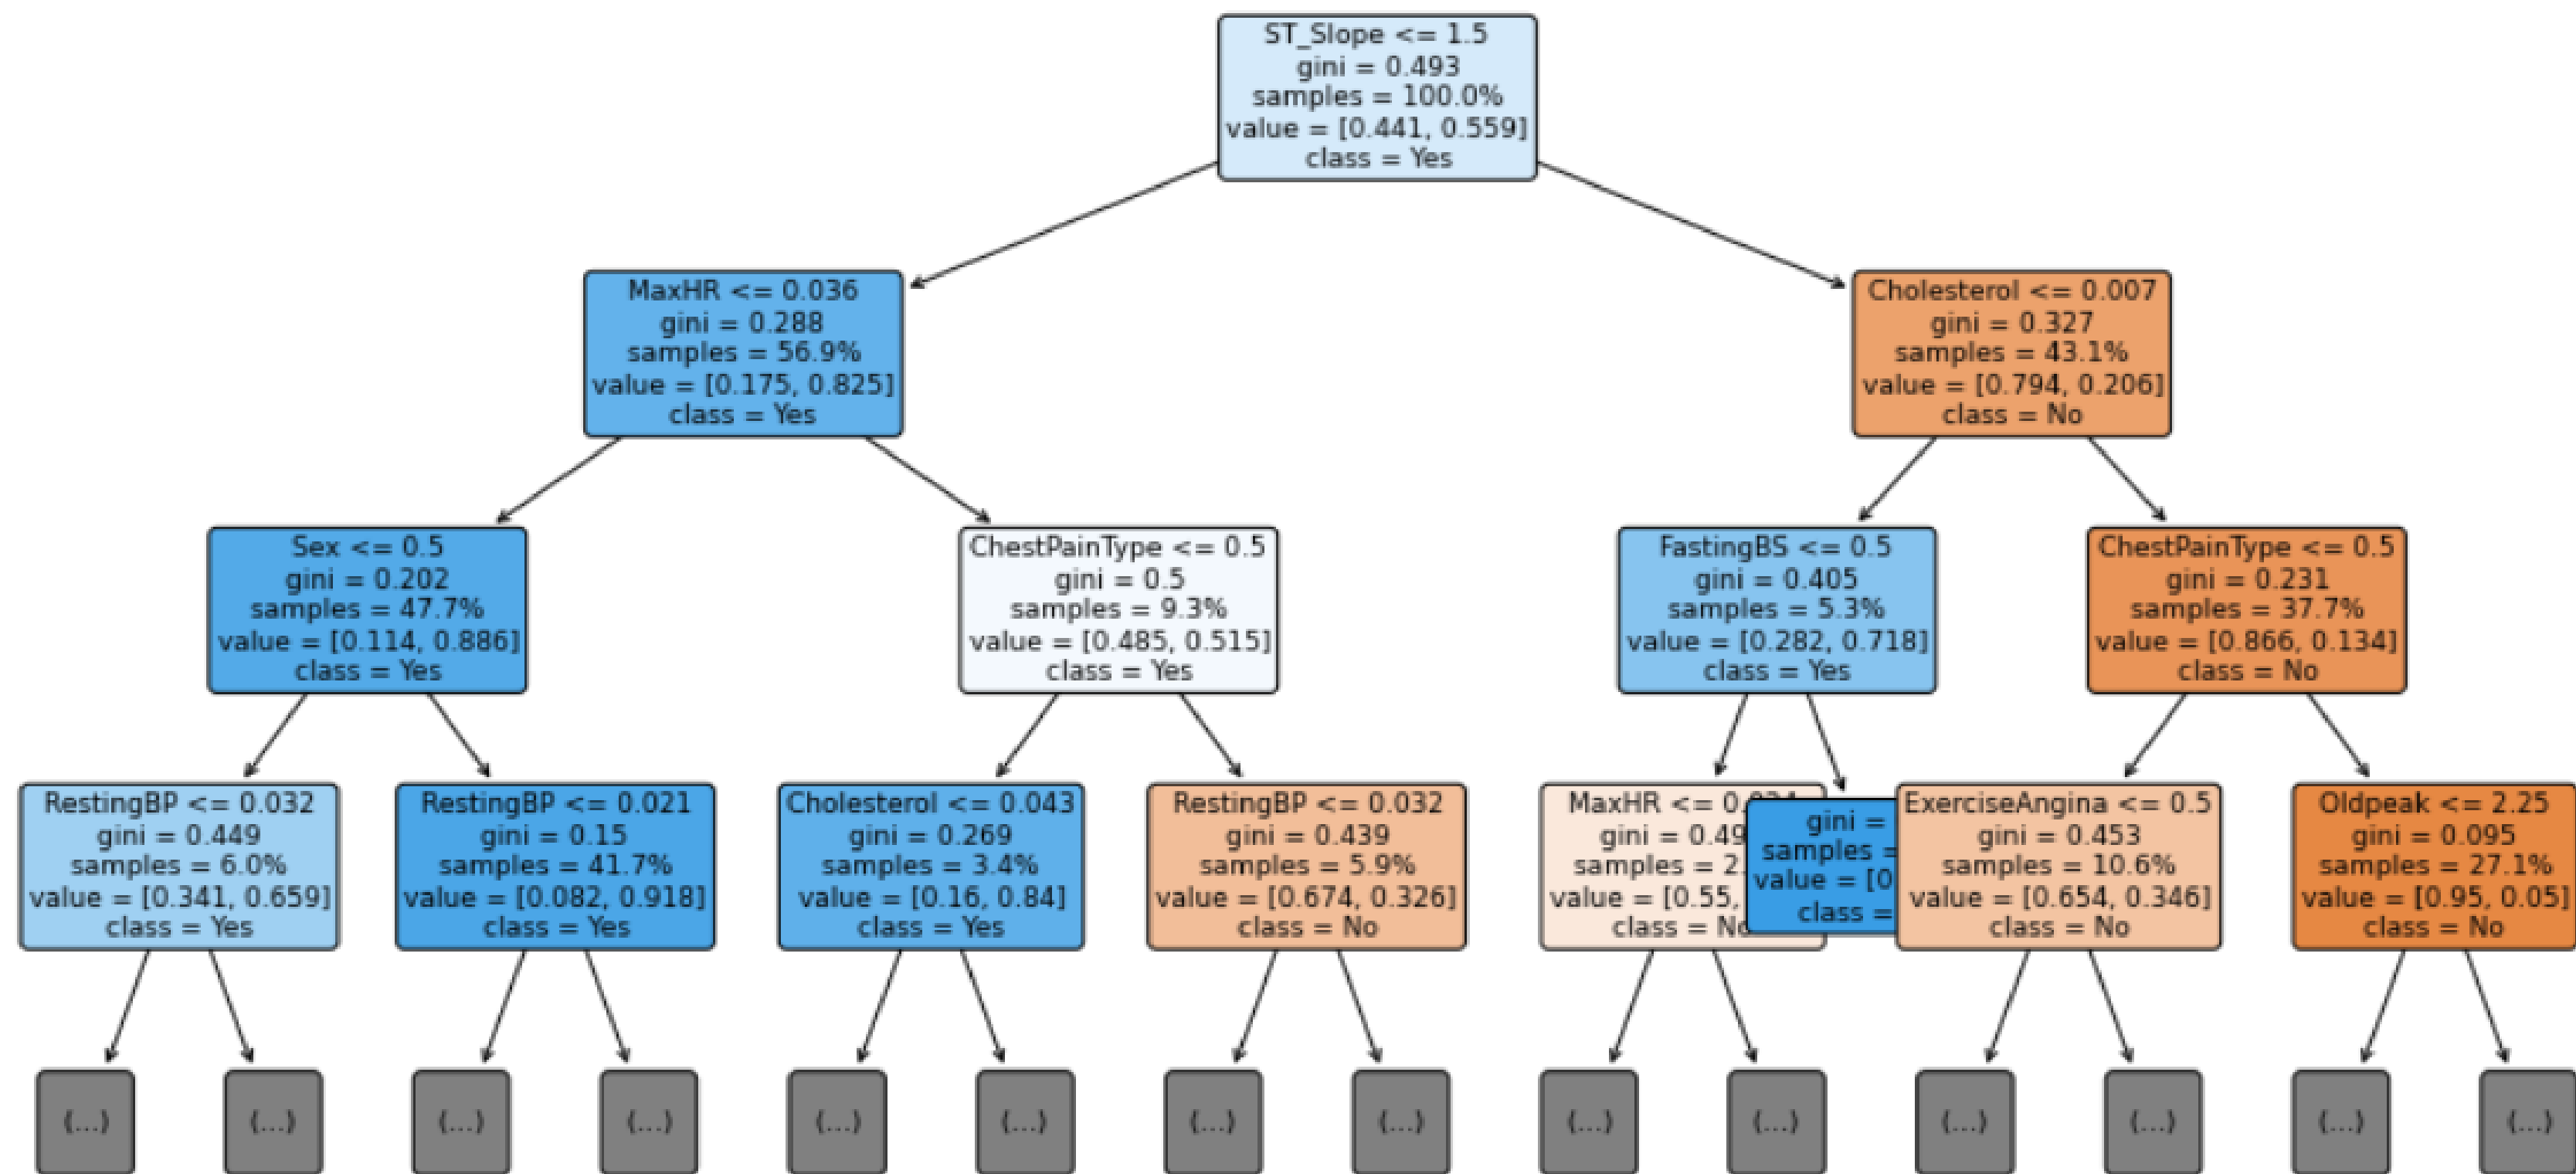 ST_Slope <= 1.5
gini = 0.493
samples = 100.0%
value = [0.441, 0.559]
class = Yes
MaxHR <= 0.036
gini = 0.288
samples = 56.9%
value = [0.175, 0.825]
class = Yes
Cholesterol <= 0.007
gini = 0.327
samples = 43.1%
value = [0.794, 0.206]
class = No
Sex <= 0.5
gini = 0.202
samples = 47.7%
value = [0.114, 0.886]
class = Yes
ChestPainType <= 0.5
gini = 0.5
samples = 9.3%
value = [0.485, 0.515]
class = Yes
FastingBS <= 0.5
gini = 0.405
samples = 5.3%
value = [0.282, 0.718]
class = Yes
ChestPainType <= 0.5
gini = 0.231
samples = 37.7%
value = [0.866, 0.134]
class = No
RestingBP <= 0.032
gini = 0.449
samples = 6.0%
value = [0.341, 0.659]
class = Yes
RestingBP <= 0.021
gini = 0.15
samples = 41.7%
value = [0.082, 0.918]
class = Yes
Cholesterol <= 0.043
gini = 0.269
samples = 3.4%
value = [0.16, 0.84]
class = Yes
RestingBP <= 0.032
gini = 0.439
samples = 5.9%
value = [0.674, 0.326]
class = No
MaxHR <=
gini = 0.49
samples = 2.
value = [0.55,
class = No
gini =
samples =
value = [0
class =
ExerciseAngina <= 0.5
gini = 0.453
samples = 10.6%
value = [0.654, 0.346]
class = No
Oldpeak <= 2.25
gini = 0.095
samples = 27.1%
value = [0.95, 0.05]
class = No
(...)
(...)
(...)
(...)
(...)
(...)
(...)
(...)
(...)
(...)
(...)
(...)
(...)
(...)